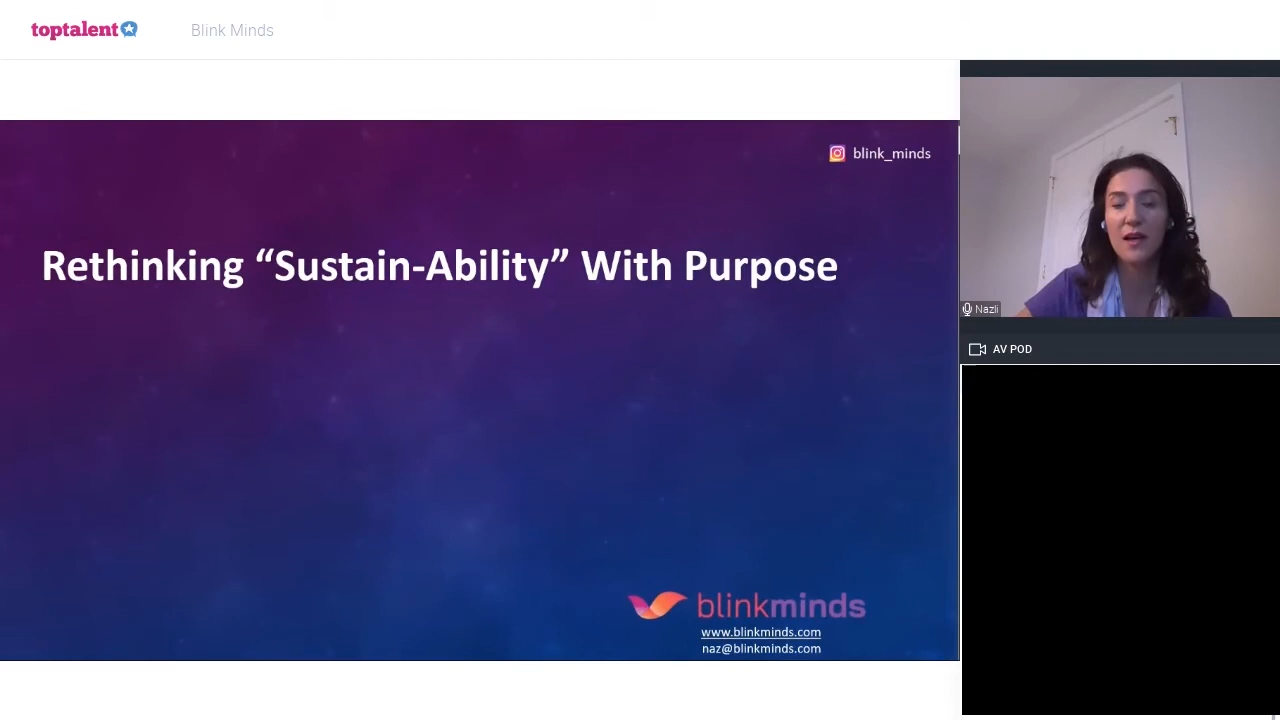 toptalent
Blink Minds
blink_minds
Rethinking “Sustain-Ability” With Purpose
Nazli
AV POD
blinkminds
www.blinkminds.com
naz@blinkminds.com